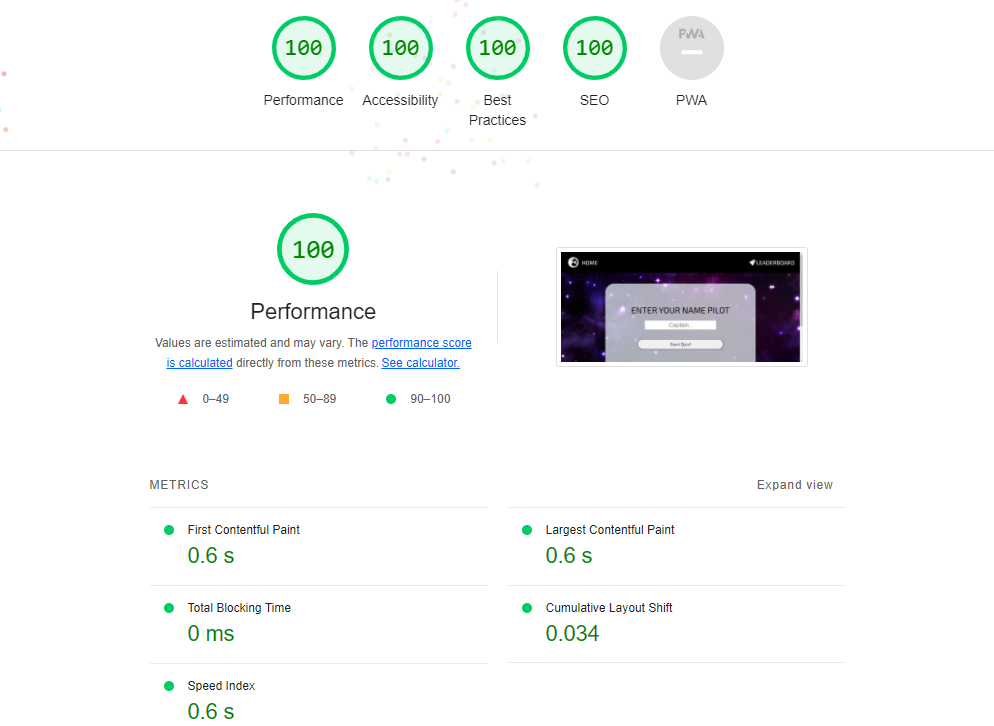 100 100 100 100 PWA
Performance Accessibility Best Practices SEO PWA
100
Performance
Values are estimated and may vary. The performance score
is calculated directly from these metrics. See calculator.
0–49 50–89 90–100
HOME LEADERBOARD
ENTER YOUR NAME PILOT
Captain
Start Quiz!
METRICS Expand view
First Contentful Paint
0.6 s
Largest Contentful Paint
0.6 s
Total Blocking Time
0 ms
Cumulative Layout Shift
0.034
Speed Index
0.6 s